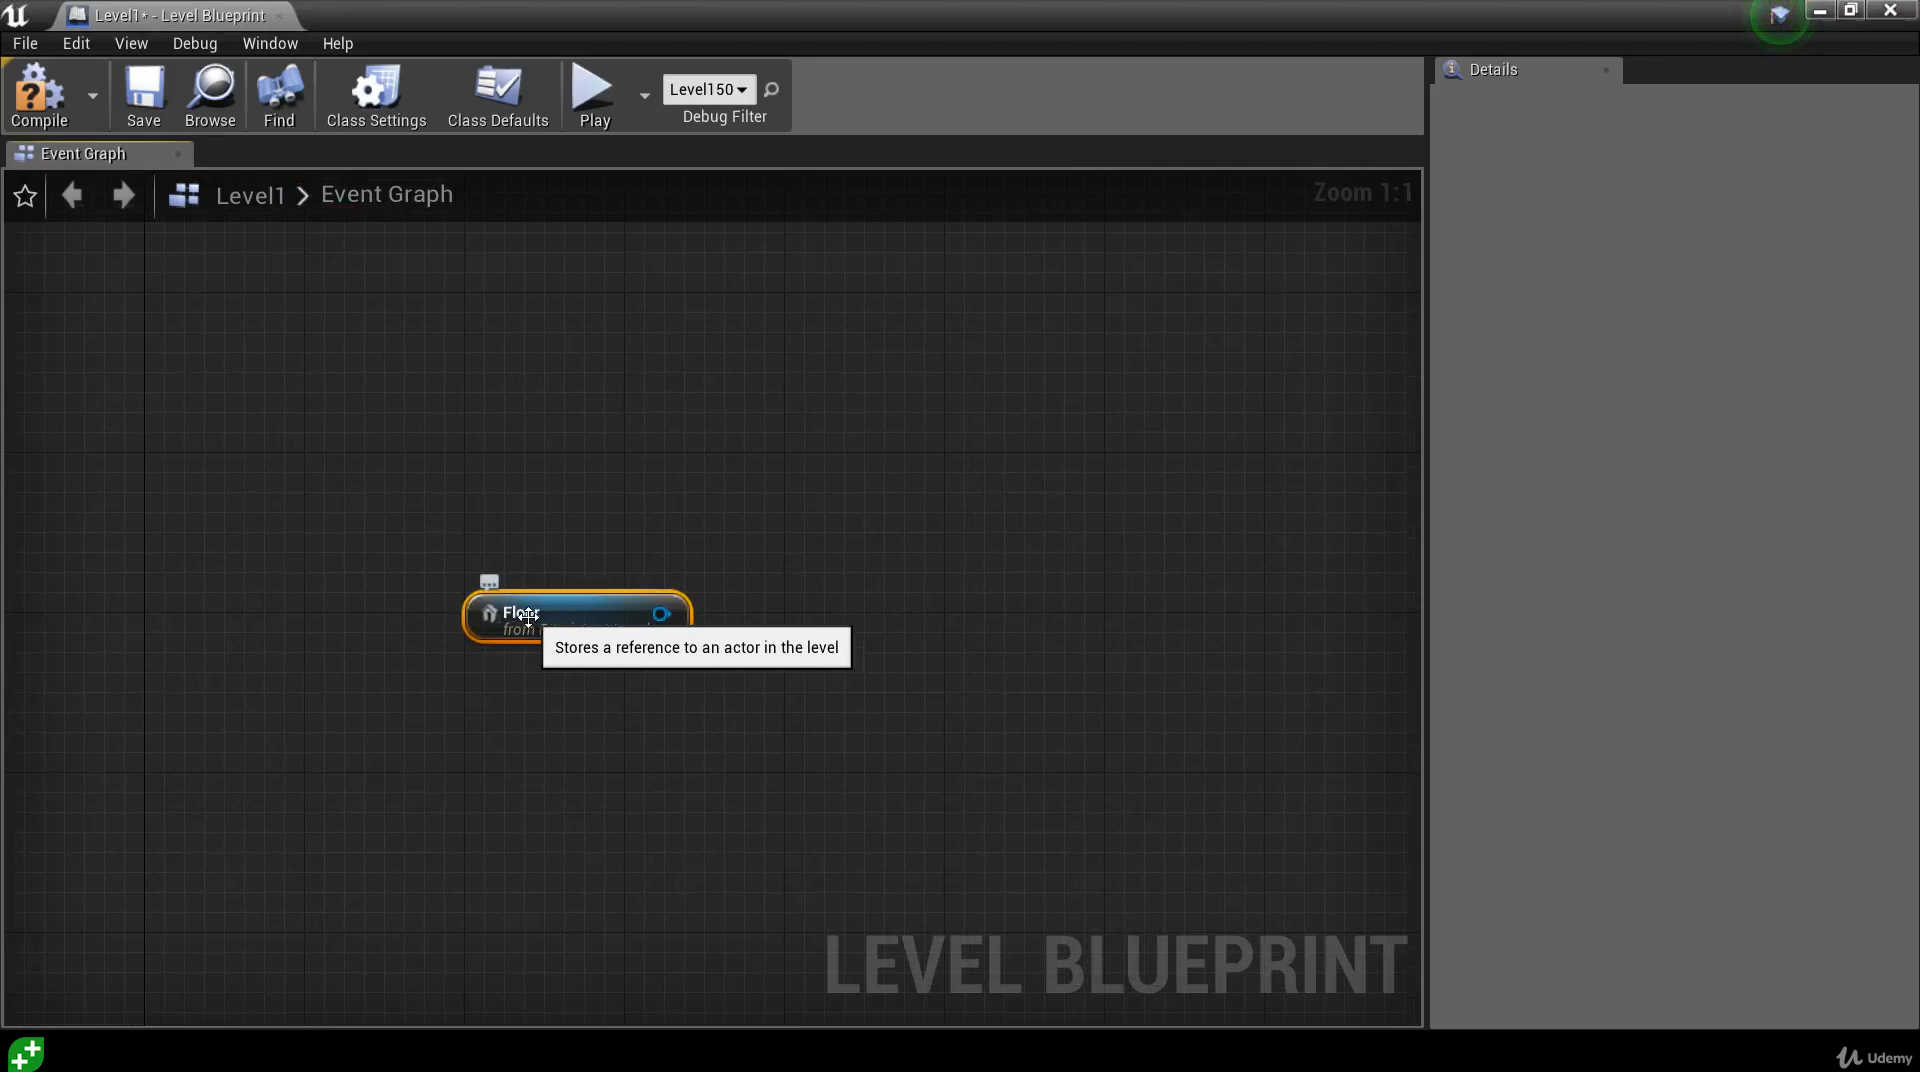 Level1* - Level Blueprint
File Edit View Debug Window Help
Details
Compile Save Browse Find Class Settings Class Defaults Play Level150 Debug Filter
Event Graph
Level1 > Event Graph Zoom 1:1
Floor
from
Stores a reference to an actor in the level
LEVEL BLUEPRINT
Udemy